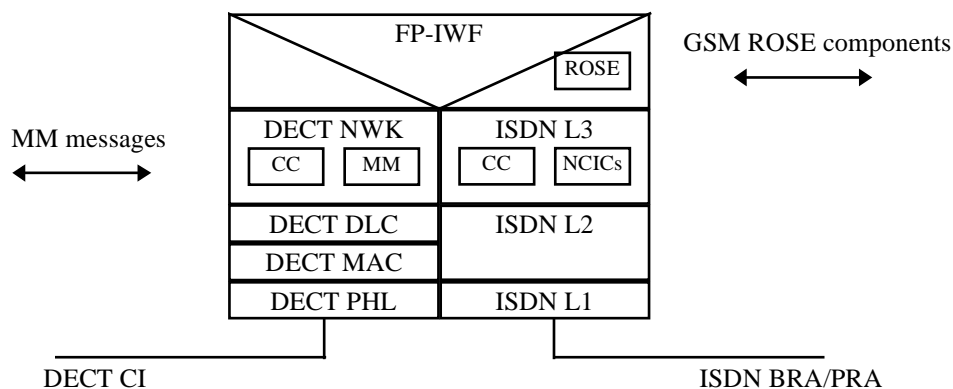 FP-IWF
GSM ROSE components
ROSE
MM messages
DECT NWK
ISDN L3
CC
MM
CC
NCICs
DECT DLC
ISDN L2
DECT MAC
DECT PHL
ISDN L1
DECT CI
ISDN BRA/PRA